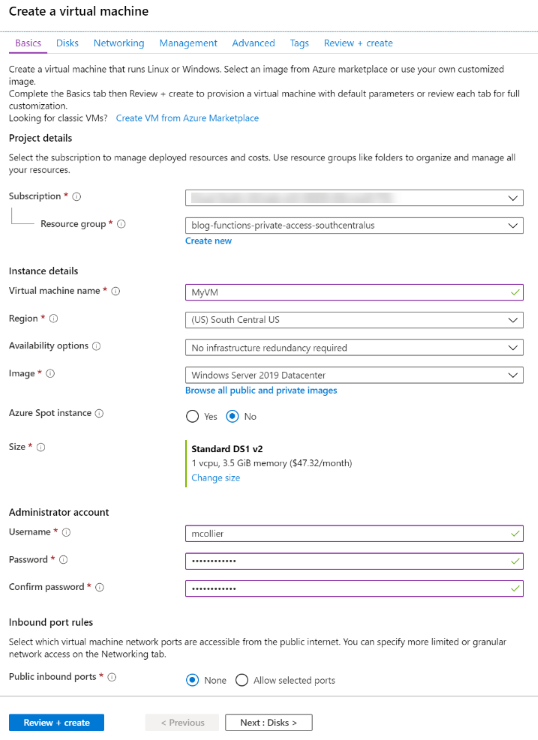 Create a virtual machine
Basics Disks Networking Management Advanced Tags Review + create
Create a virtual machine that runs Linux or Windows. Select an image from Azure marketplace or use your own customized
image.
Complete the Basics tab then Review + create to provision a virtual machine with default parameters or review each tab for full
customization.
Looking for classic VMs? Create VM from Azure Marketplace
Project details
Select the subscription to manage deployed resources and costs. Use resource groups like folders to organize and manage all
your resources.
Subscription *
Resource group * blog-functions-private-access-southcentralus
Create new
Instance details
Virtual machine name * MyVM
Region * (US) South Central US
Availability options No infrastructure redundancy required
Image * Windows Server 2019 Datacenter
Browse all public and private images
Azure Spot instance Yes No
Size * Standard DS1 v2
1 vcpu, 3.5 GiB memory ($47.32/month)
Change size
Administrator account
Username * mcollier
Password * ••••••••••••
Confirm password * ••••••••••••
Inbound port rules
Select which virtual machine network ports are accessible from the public internet. You can specify more limited or granular
network access on the Networking tab.
Public inbound ports * None Allow selected ports
Review + create < Previous Next : Disks >